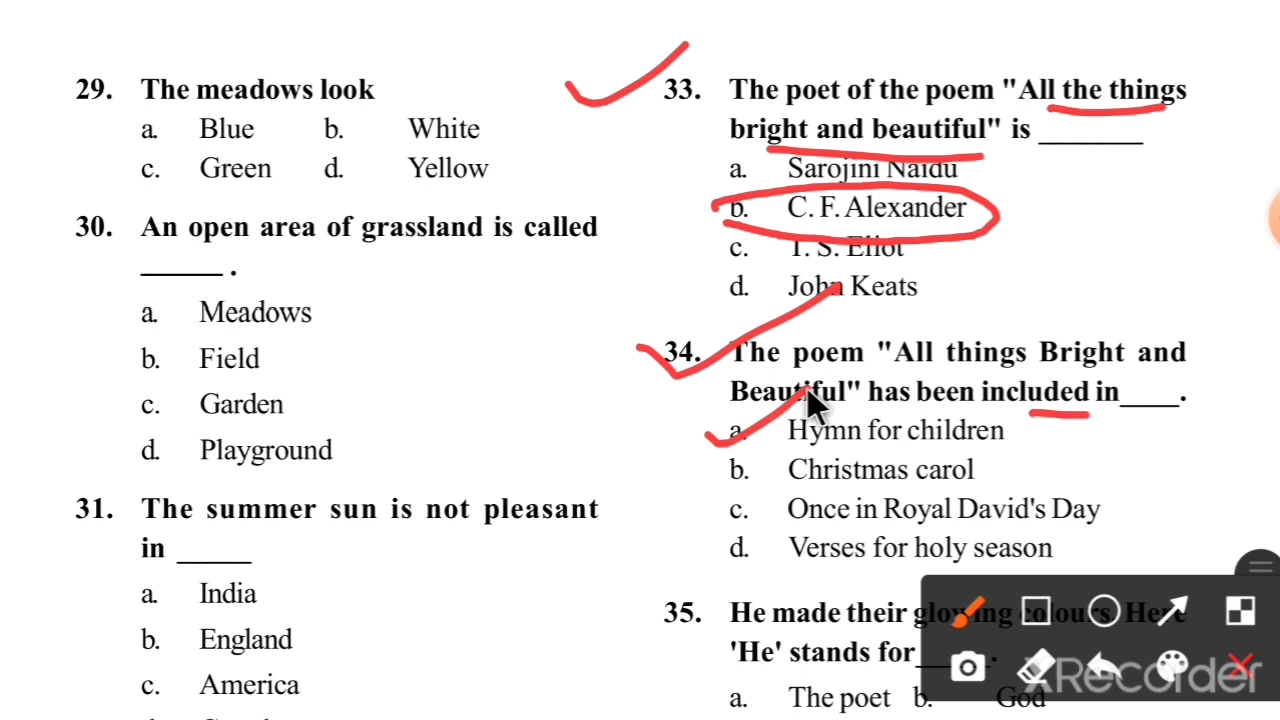 29. The meadows look
a. Blue b. White
c. Green d. Yellow
30. An open area of grassland is called
_____ .
a. Meadows
b. Field
c. Garden
d. Playground
31. The summer sun is not pleasant
in _____
a. India
b. England
c. America
33. The poet of the poem "All the things
bright and beautiful" is _______
a. Sarojini Naidu
b. C. F. Alexander
c. T. S. Eliot
d. John Keats
34. The poem "All things Bright and
Beautiful" has been included in____.
a. Hymn for children
b. Christmas carol
c. Once in Royal David's Day
d. Verses for holy season
35. He made their glowing colours. Here
'He' stands for_____.
a. The poet b. God
XRecorder